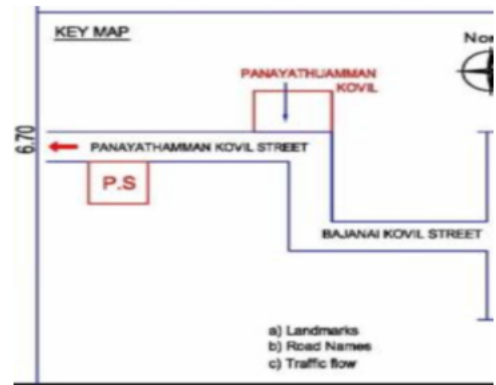 KEY MAP
Nor
PANAYATHUAMMAN
KOVIL
6.70
PANAYATHAMMAN KOVIL STREET
P.S
BAJANAI KOVIL STREET
a) Landmarks
b) Road Names
c) Traffic flow